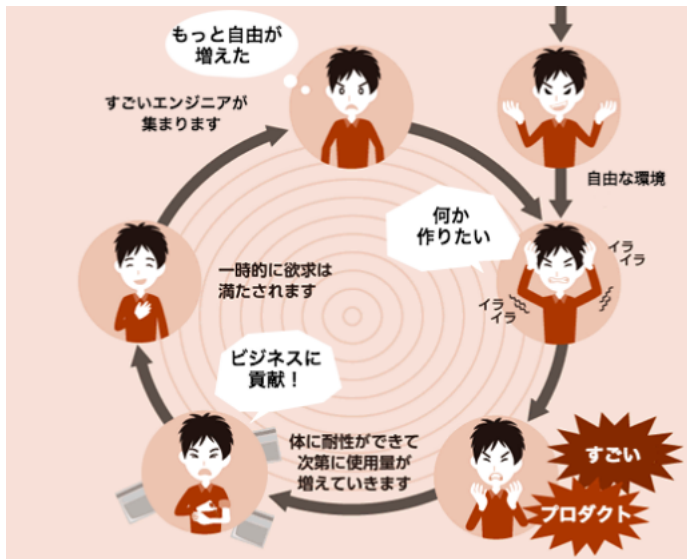 もっと自由が
増えた
すごいエンジニアが
集まります
自由な環境
何か
作りたい
イラ
イラ
イラ
イラ
一時的に欲求は
満たされます
ビジネスに
貢献！
体に耐性ができて
次第に使用量が
増えていきます
すごい
プロダクト